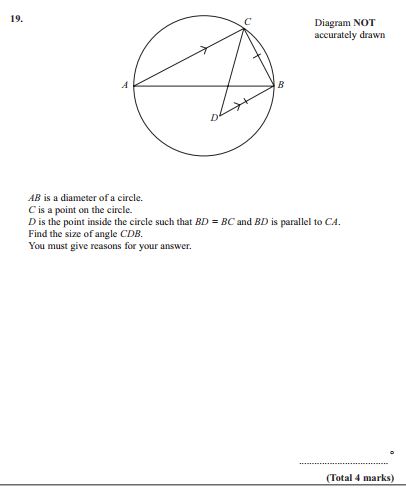 19.
Diagram NOT
accurately drawn
C
A
B
D
AB is a diameter of a circle.
C is a point on the circle.
D is the point inside the circle such that BD = BC and BD is parallel to CA.
Find the size of angle CDB.
You must give reasons for your answer.
..................................°
(Total 4 marks)